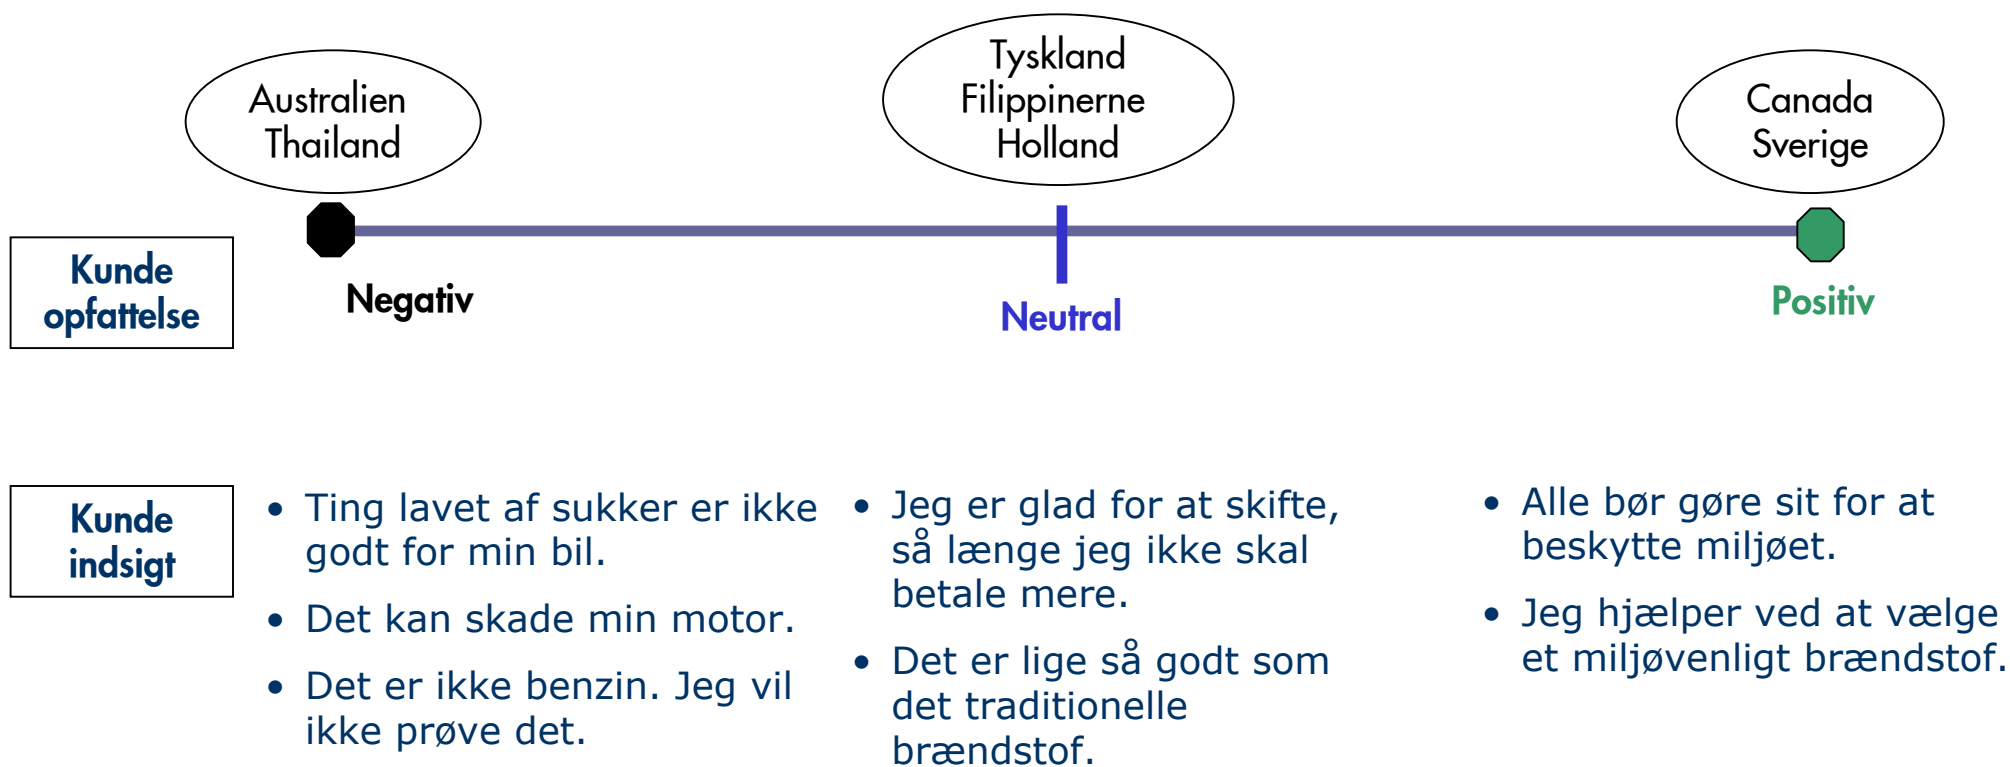 Australien
Thailand
Tyskland
Filippinerne
Holland
Canada
Sverige
Kunde
opfattelse
Negativ
Neutral
Positiv
Kunde
indsigt
• Ting lavet af sukker er ikke
godt for min bil.
• Det kan skade min motor.
• Det er ikke benzin. Jeg vil
ikke prøve det.
• Jeg er glad for at skifte,
så længe jeg ikke skal
betale mere.
• Det er lige så godt som
det traditionelle
brændstof.
• Alle bør gøre sit for at
beskytte miljøet.
• Jeg hjælper ved at vælge
et miljøvenligt brændstof.